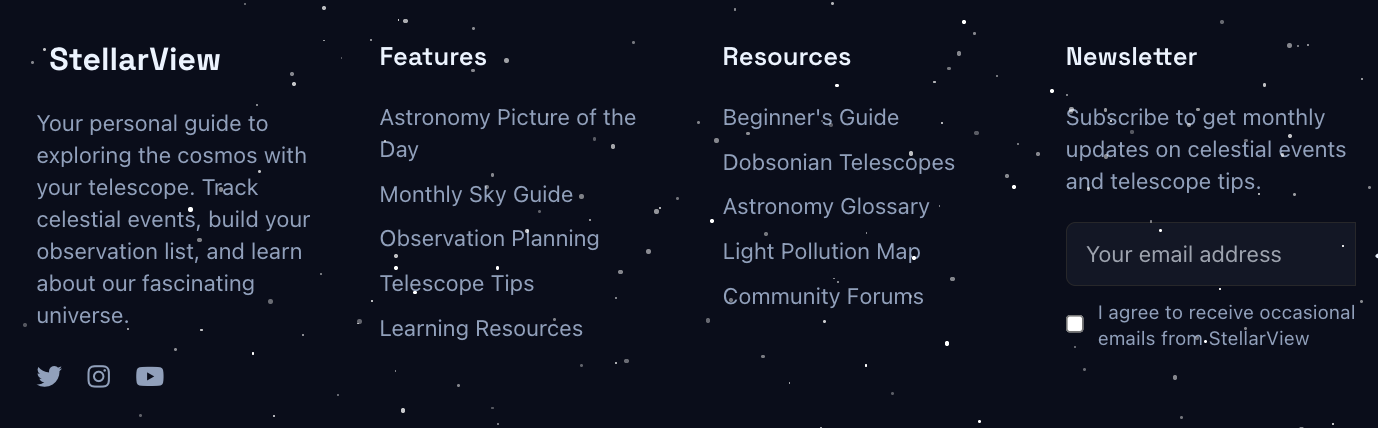 StellarView
Your personal guide to
exploring the cosmos with
your telescope. Track
celestial events, build your
observation list, and learn
about our fascinating
universe.
Features
Astronomy Picture of the
Day
Monthly Sky Guide
Observation Planning
Telescope Tips
Learning Resources
Resources
Beginner's Guide
Dobsonian Telescopes
Astronomy Glossary
Light Pollution Map
Community Forums
Newsletter
Subscribe to get monthly
updates on celestial events
and telescope tips.
Your email address
I agree to receive occasional
emails from StellarView